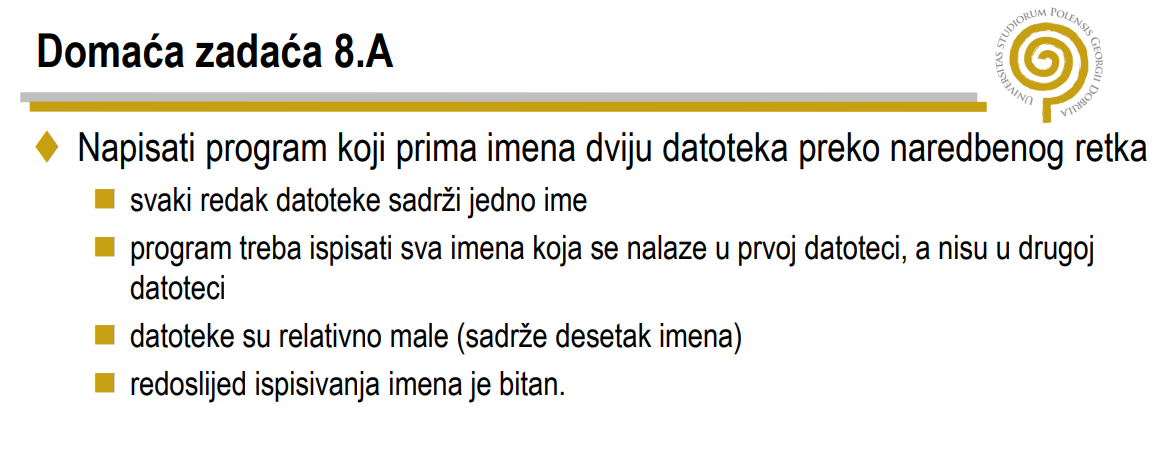 Domaća zadaća 8.A
UNIVERSITAS STUDIORUM POLENSIS GEORGII DOBRILA
Napisati program koji prima imena dviju datoteka preko naredbenog retka
svaki redak datoteke sadrži jedno ime
program treba ispisati sva imena koja se nalaze u prvoj datoteci, a nisu u drugoj
datoteci
datoteke su relativno male (sadrže desetak imena)
redoslijed ispisivanja imena je bitan.